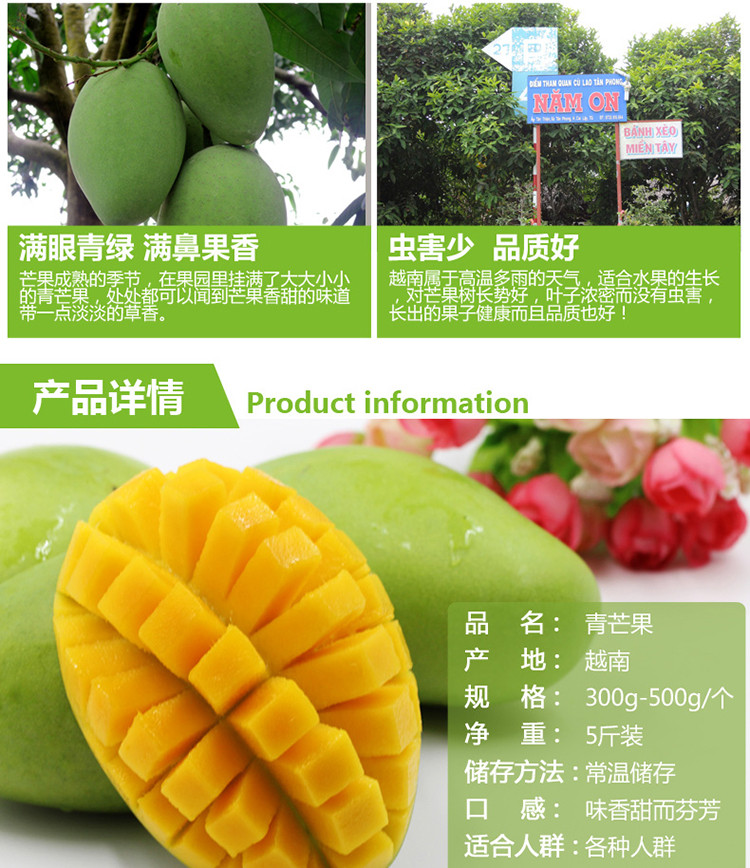 满眼青绿 满鼻果香
芒果成熟的季节，在果园里挂满了大大小小
的青芒果，处处都可以闻到芒果香甜的味道
带一点淡淡的草香。
ĐIỂM THAM QUAN CÙ LAO TÂN PHONG
NĂM ON
BÁNH XÈO
MIỀN TÂY
虫害少 品质好
越南属于高温多雨的天气，适合水果的生长
，对芒果树长势好，叶子浓密而没有虫害，
长出的果子健康而且品质也好！
产品详情
Product information
品 名：青芒果
产 地：越南
规 格：300g-500g/个
净 重：5斤装
储存方法：常温储存
口 感：味香甜而芬芳
适合人群：各种人群